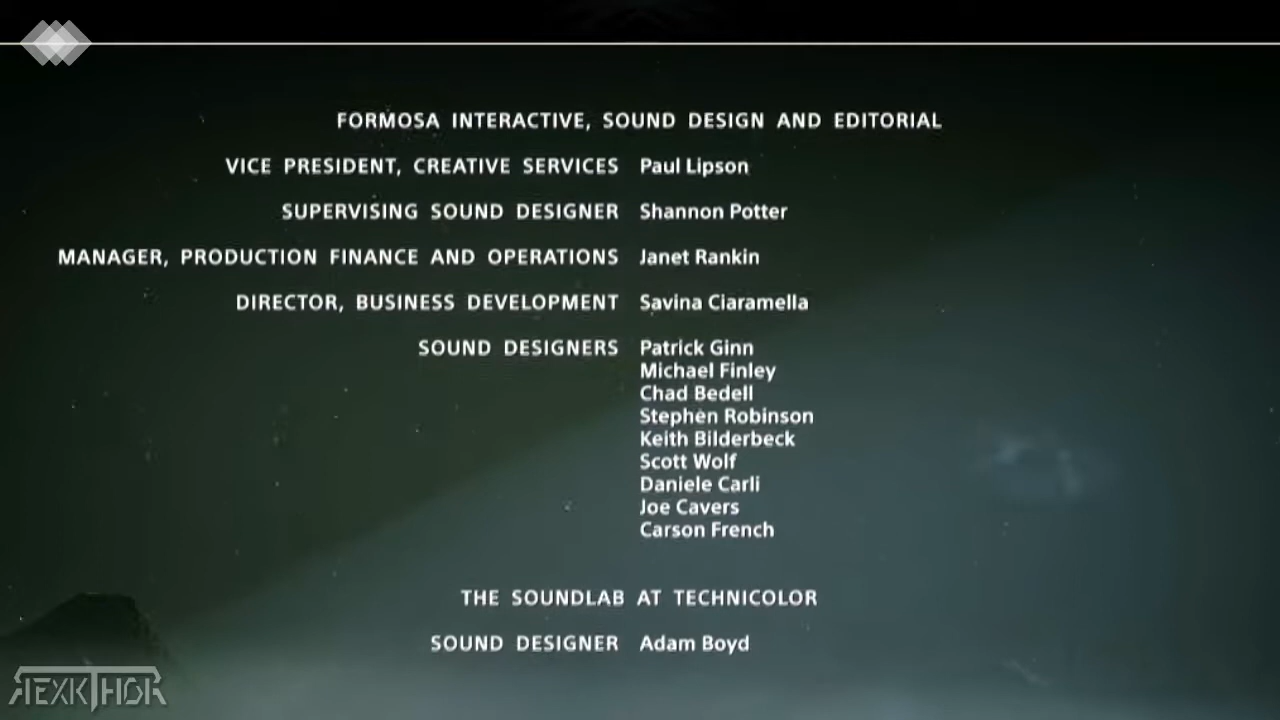 FORMOSA INTERACTIVE, SOUND DESIGN AND EDITORIAL
VICE PRESIDENT, CREATIVE SERVICES Paul Lipson
SUPERVISING SOUND DESIGNER Shannon Potter
MANAGER, PRODUCTION FINANCE AND OPERATIONS Janet Rankin
DIRECTOR, BUSINESS DEVELOPMENT Savina Ciaramella
SOUND DESIGNERS Patrick Ginn
Michael Finley
Chad Bedell
Stephen Robinson
Keith Bilderbeck
Scott Wolf
Daniele Carli
Joe Cavers
Carson French
THE SOUNDLAB AT TECHNICOLOR
SOUND DESIGNER Adam Boyd
TEXKTHOR